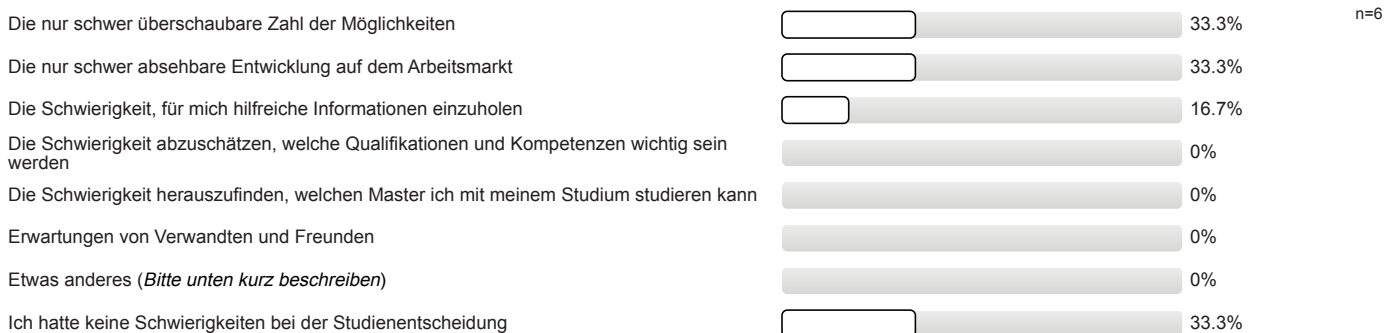 Die nur schwer überschaubare Zahl der Möglichkeiten 33.3% n=6
Die nur schwer absehbare Entwicklung auf dem Arbeitsmarkt 33.3%
Die Schwierigkeit, für mich hilfreiche Informationen einzuholen 16.7%
Die Schwierigkeit abzuschätzen, welche Qualifikationen und Kompetenzen wichtig sein
werden 0%
Die Schwierigkeit herauszufinden, welchen Master ich mit meinem Studium studieren kann 0%
Erwartungen von Verwandten und Freunden 0%
Etwas anderes (Bitte unten kurz beschreiben) 0%
Ich hatte keine Schwierigkeiten bei der Studienentscheidung 33.3%